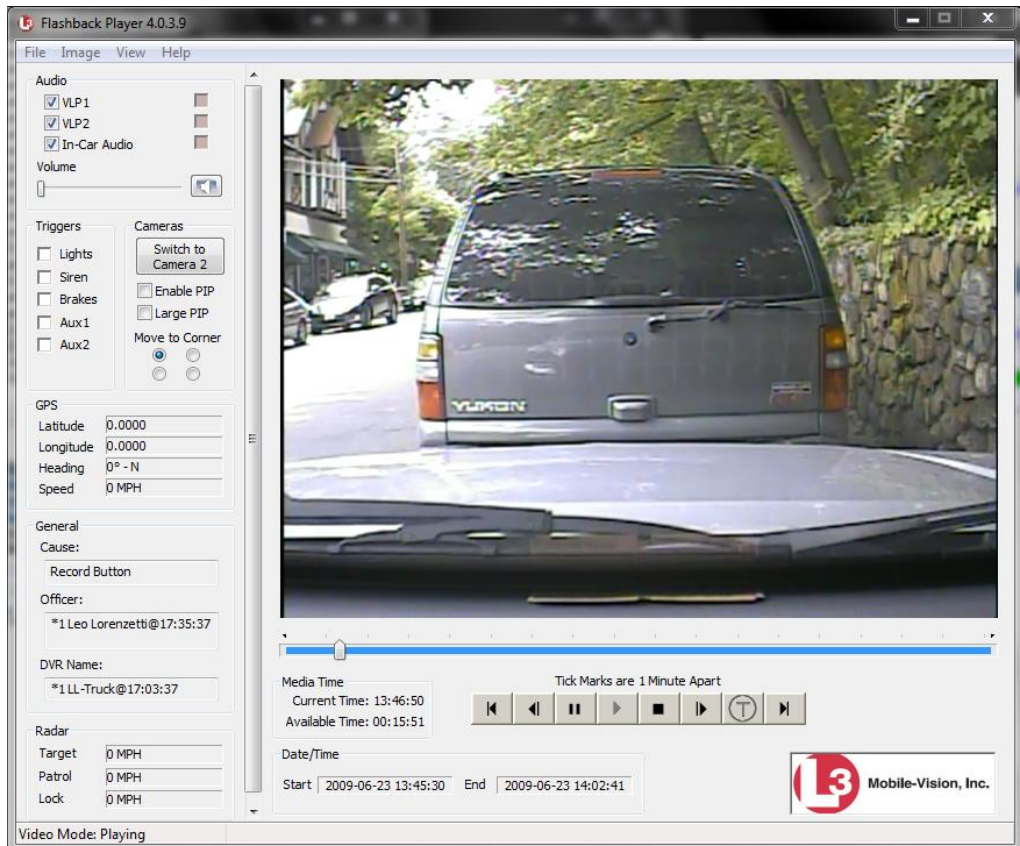 Flashback Player 4.0.3.9
File Image View Help
Audio
VLP1
VLP2
In-Car Audio
Volume
Triggers
Lights
Siren
Brakes
Aux1
Aux2
Cameras
Switch to
Camera 2
Enable PIP
Large PIP
Move to Corner
GPS
Latitude 0.0000
Longitude 0.0000
Heading 0° - N
Speed 0 MPH
General
Cause:
Record Button
Officer:
*1 Leo Lorenzetti@17:35:37
DVR Name:
*1 LL-Truck@17:03:37
Radar
Target 0 MPH
Patrol 0 MPH
Lock 0 MPH
YUKON
Media Time
Current Time: 13:46:50
Available Time: 00:15:51
Tick Marks are 1 Minute Apart
T
Date/Time
Start 2009-06-23 13:45:30 End 2009-06-23 14:02:41
L3 Mobile-Vision, Inc.
Video Mode: Playing